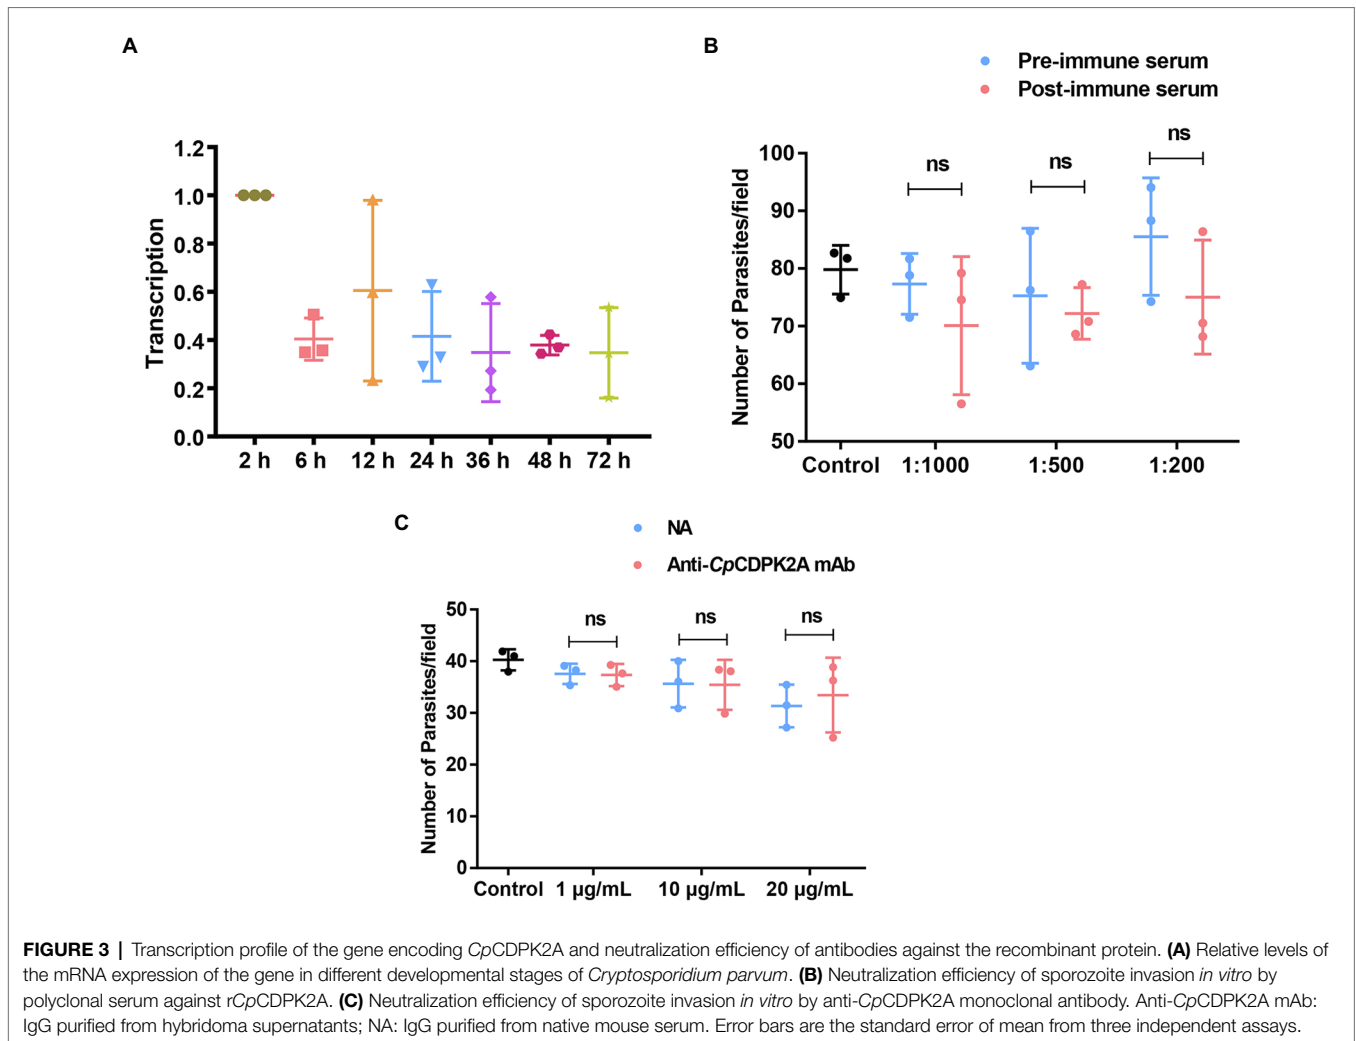 A
Transcription
1.2
1.0
0.8
0.6
0.4
0.2
0.0
2 h 6 h 12 h 24 h 36 h 48 h 72 h
B
Pre-immune serum
Post-immune serum
Number of Parasites/field
100
90
80
70
60
50
ns ns ns
Control 1:1000 1:500 1:200
C
NA
Anti-CpCDPK2A mAb
Number of Parasites/field
50
40
30
20
10
0
ns ns ns
Control 1 µg/mL 10 µg/mL 20 µg/mL
FIGURE 3 | Transcription profile of the gene encoding CpCDPK2A and neutralization efficiency of antibodies against the recombinant protein. (A) Relative levels of
the mRNA expression of the gene in different developmental stages of Cryptosporidium parvum. (B) Neutralization efficiency of sporozoite invasion in vitro by
polyclonal serum against rCpCDPK2A. (C) Neutralization efficiency of sporozoite invasion in vitro by anti-CpCDPK2A monoclonal antibody. Anti-CpCDPK2A mAb:
IgG purified from hybridoma supernatants; NA: IgG purified from native mouse serum. Error bars are the standard error of mean from three independent assays.